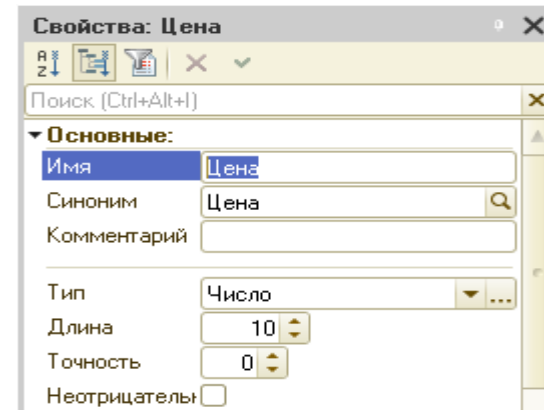 Свойства: Цена
Поиск (Ctrl+Alt+I)
Основные:
Имя Цена
Синоним Цена
Комментарий
Тип Число ...
Длина 10
Точность 0
Неотрицательн